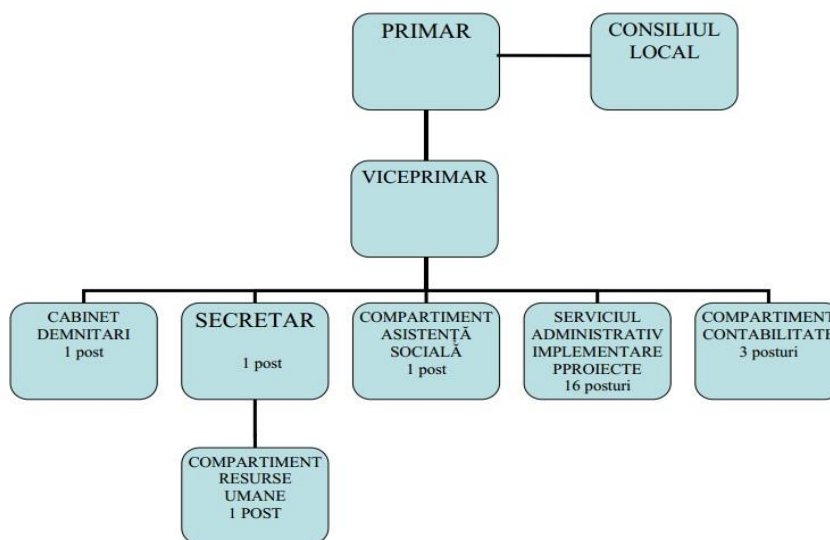 PRIMAR
CONSILIUL
LOCAL
VICEPRIMAR
CABINET
DEMNITARI
1 post
SECRETAR
1 post
COMPARTIMENT
ASISTENȚĂ
SOCIALĂ
1 post
SERVICIUL
ADMINISTRATIV
IMPLEMENTARE
PPROIECTE
16 posturi
COMPARTIMENT
CONTABILITATE
3 posturi
COMPARTIMENT
RESURSE
UMANE
1 POST